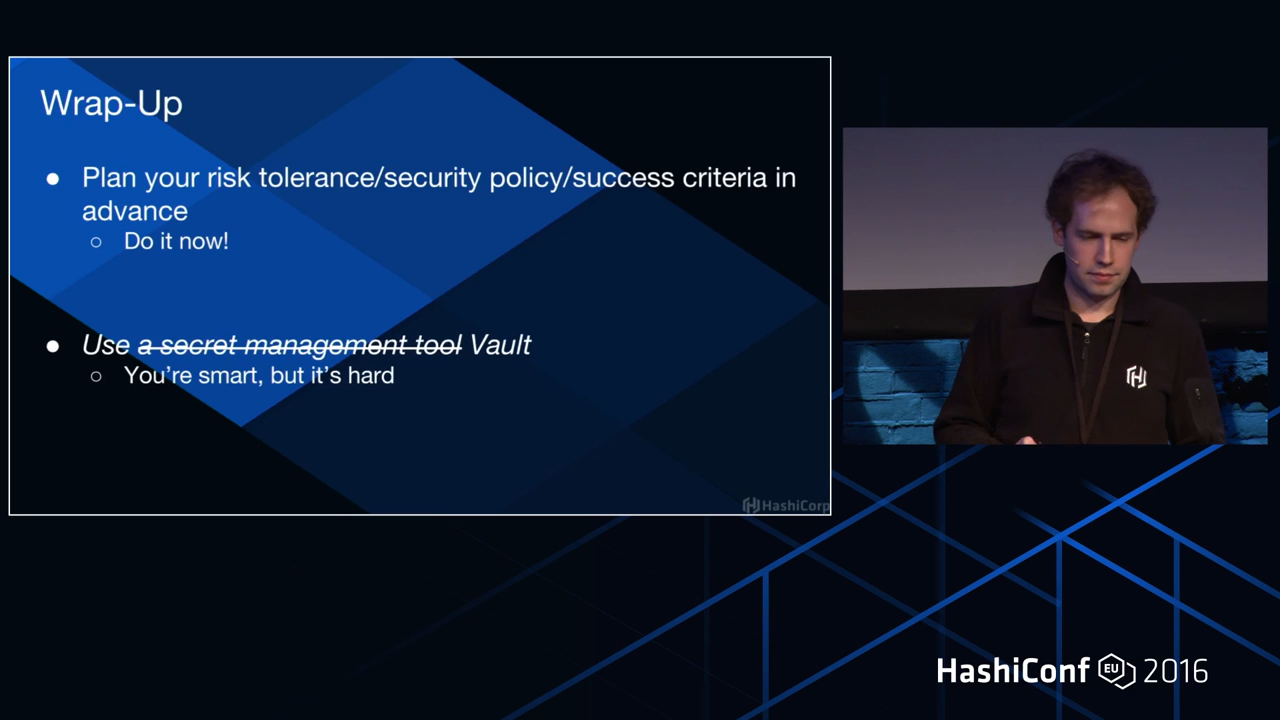 Wrap-Up
● Plan your risk tolerance/security policy/success criteria in
advance
○ Do it now!
● Use a secret management tool Vault
○ You're smart, but it's hard
HashiCorp
HashiConf EU 2016